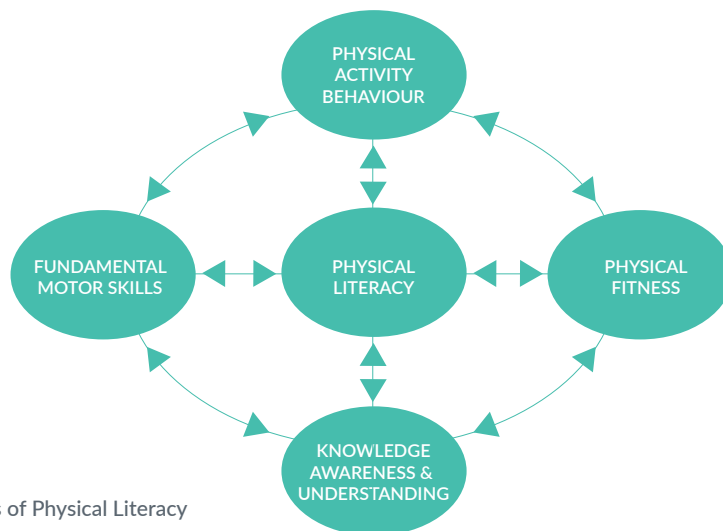 PHYSICAL
ACTIVITY
BEHAVIOUR
FUNDAMENTAL
MOTOR SKILLS
PHYSICAL
LITERACY
PHYSICAL
FITNESS
KNOWLEDGE
AWARENESS &
UNDERSTANDING
of Physical Literacy